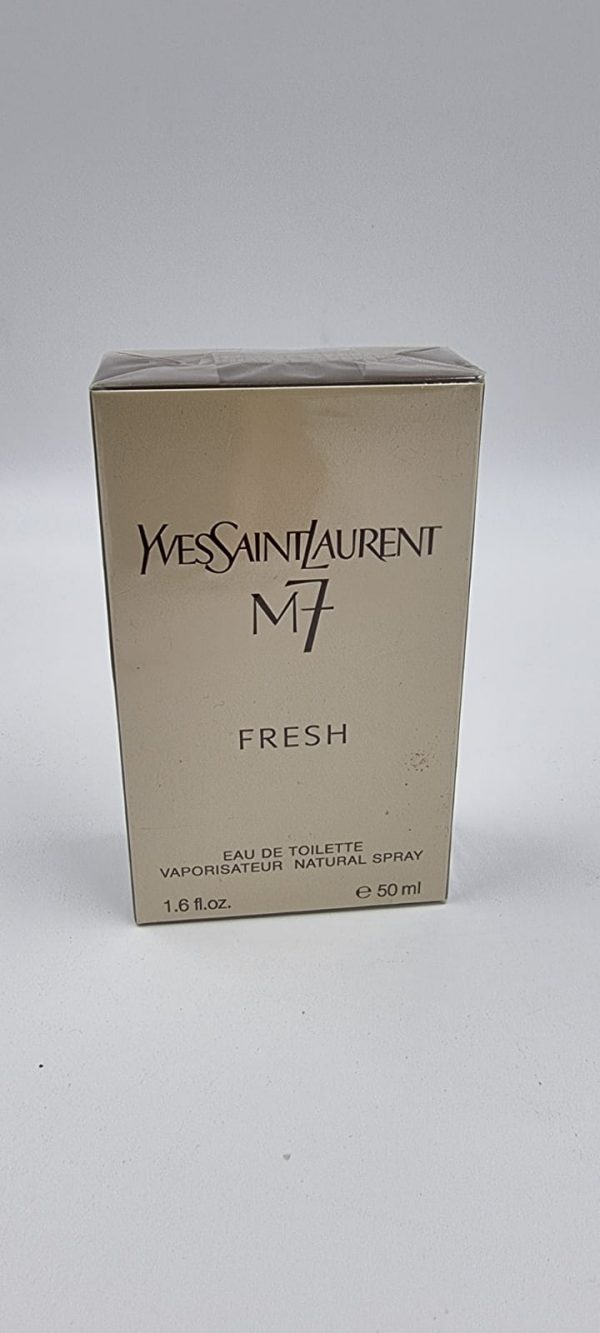 YVESSAINTLAURENT
M7
FRESH
EAU DE TOILETTE
VAPORISATEUR NATURAL SPRAY
1.6 fl.oz. ℮ 50 ml